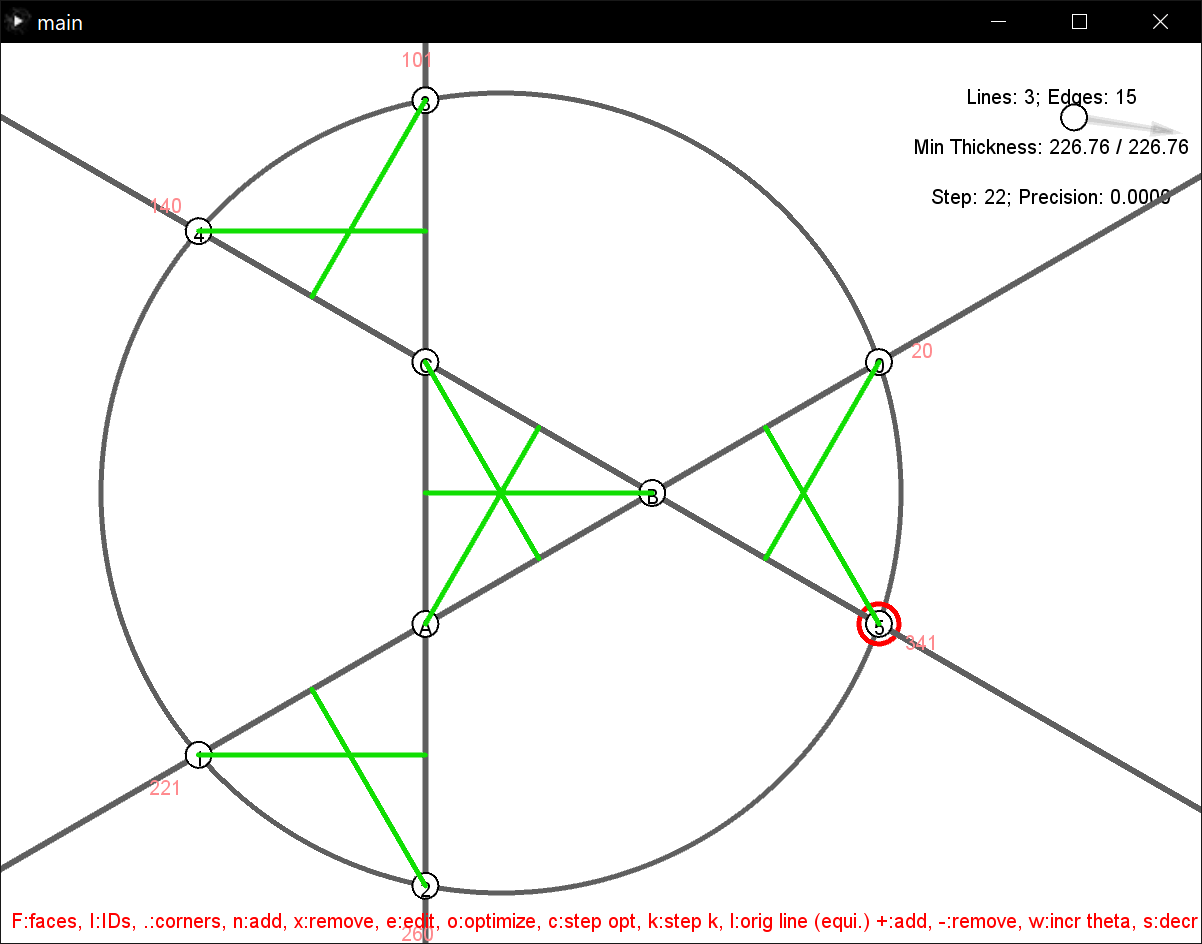 main
101
3
Lines: 3; Edges: 15
Min Thickness: 226.76 / 226.76
Step: 22; Precision: 0.0000
140
4
20
0
C
B
A
5
341
1
221
2
260
F:faces, I:IDs, .:corners, n:add, x:remove, e:edit, o:optimize, c:step opt, k:step k, l:orig line (equi.) +:add, -:remove, w:incr theta, s:decr